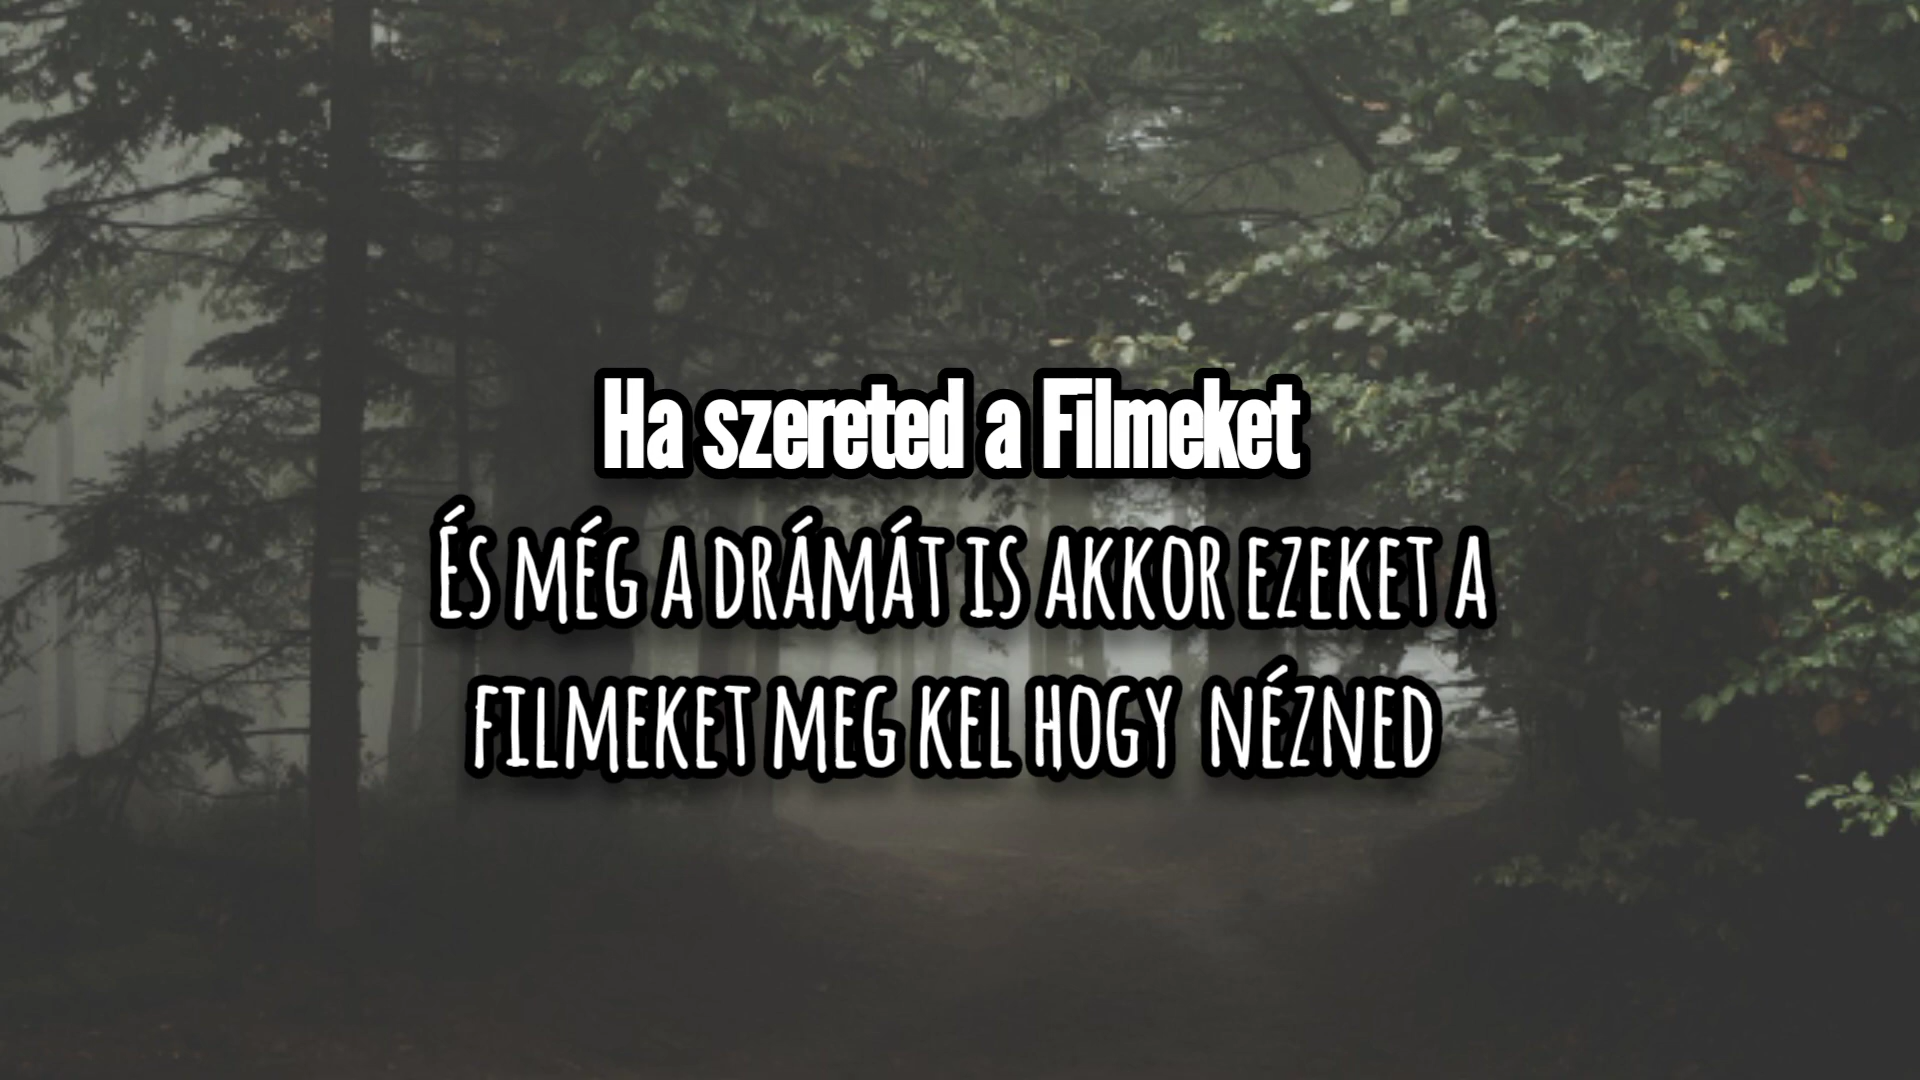 Ha szereted a Filmeket
És még a drámát is akkor ezeket a
filmeket meg kel hogy nézned